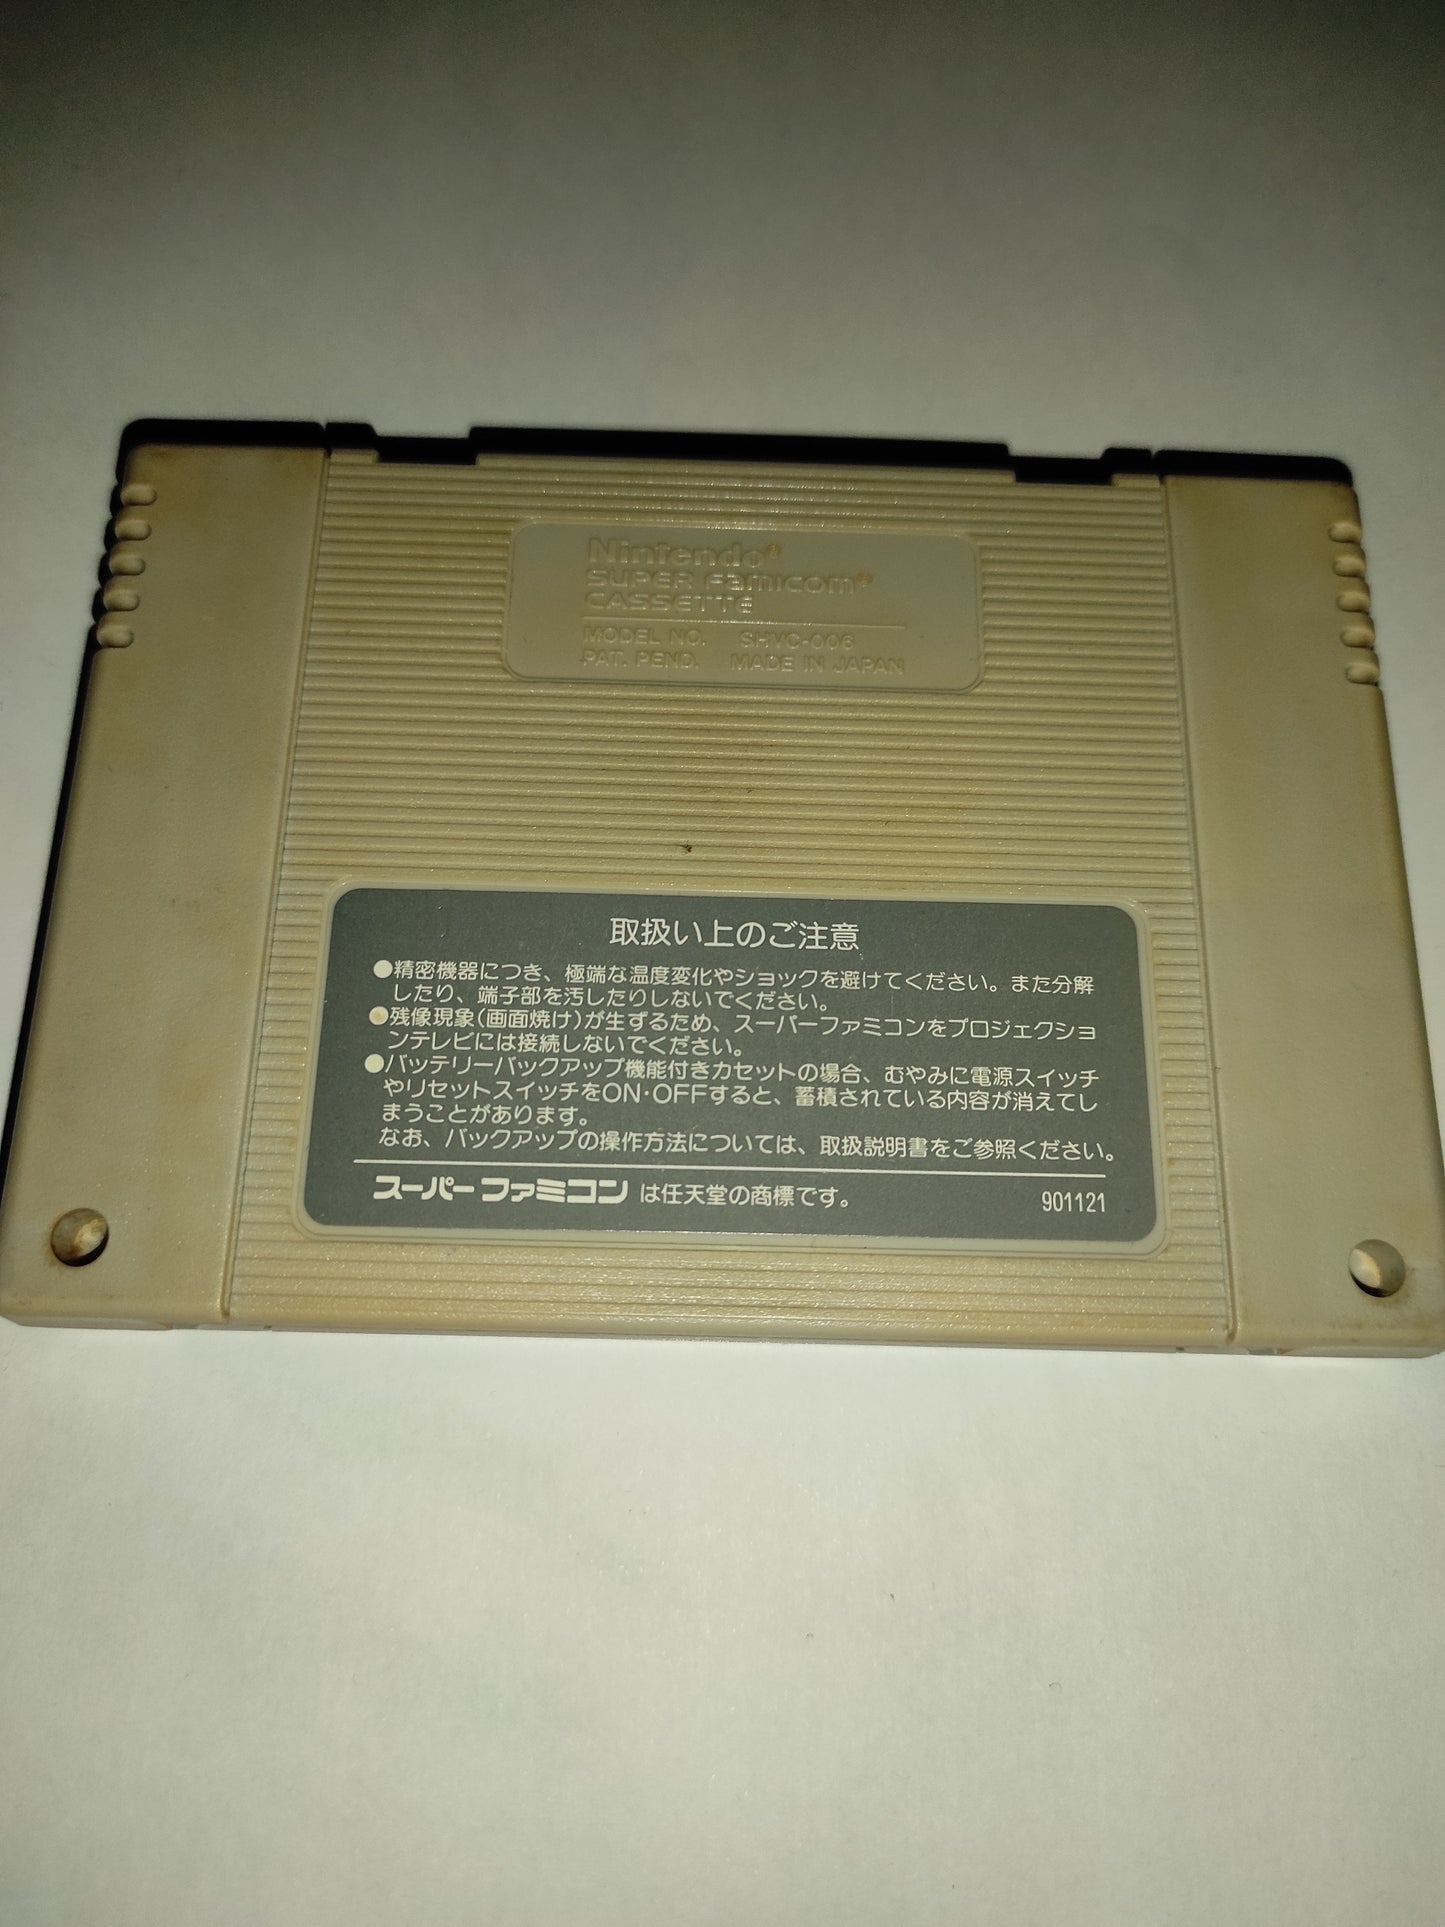 Nintendo®
SUPER FAMICOM®
CASSETTE
MODEL NO. SHVC-006
PAT. PEND. MADE IN JAPAN
取扱い上のご注意
●精密機器につき、極端な温度変化やショックを避けてください。また分解
したり、端子部を汚したりしないでください。
●残像現象(画面焼け)が生ずるため、スーパーファミコンをプロジェクショ
ンテレビには接続しないでください。
●バッテリーバックアップ機能付きカセットの場合、むやみに電源スイッチ
やリセットスイッチをON・OFFすると、蓄積されている内容が消えてし
まうことがあります。
なお、バックアップの操作方法については、取扱説明書をご参照ください。
スーパーファミコン は任天堂の商標です。 901121